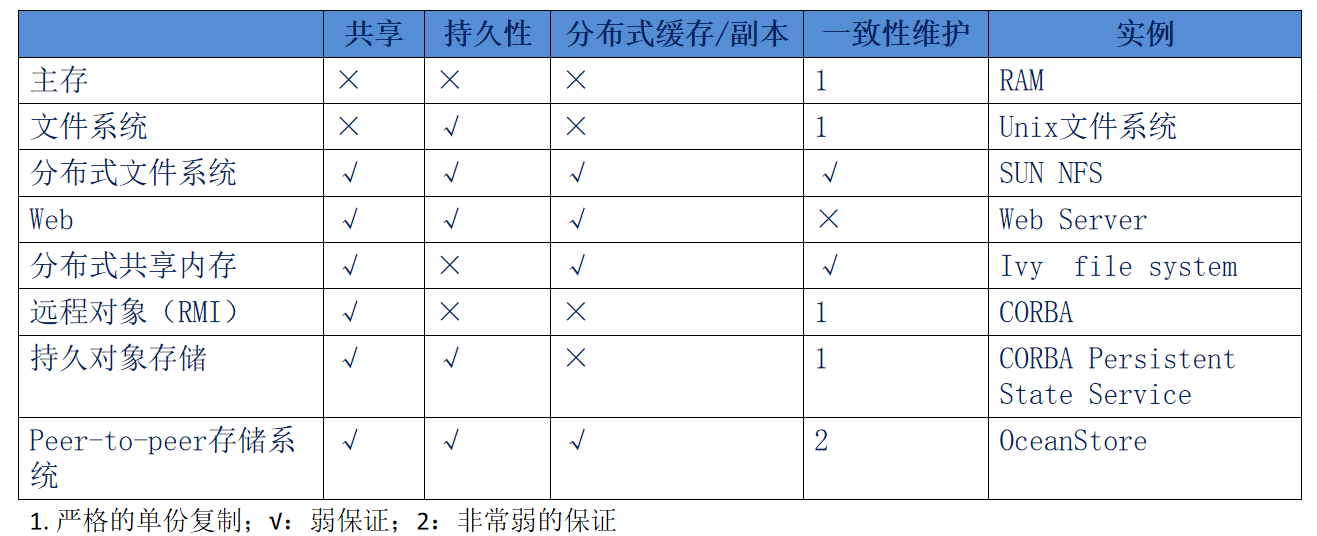 共享 持久性 分布式缓存/副本 一致性维护 实例
主存 × × × 1 RAM
文件系统 × √ × 1 Unix文件系统
分布式文件系统 √ √ √ √ SUN NFS
Web √ √ √ × Web Server
分布式共享内存 √ × √ √ Ivy file system
远程对象（RMI） √ × × 1 CORBA
持久对象存储 √ √ × 1 CORBA Persistent
State Service
Peer-to-peer存储系 √ √ √ 2 OceanStore
统
1. 严格的单份复制；√：弱保证；2：非常弱的保证